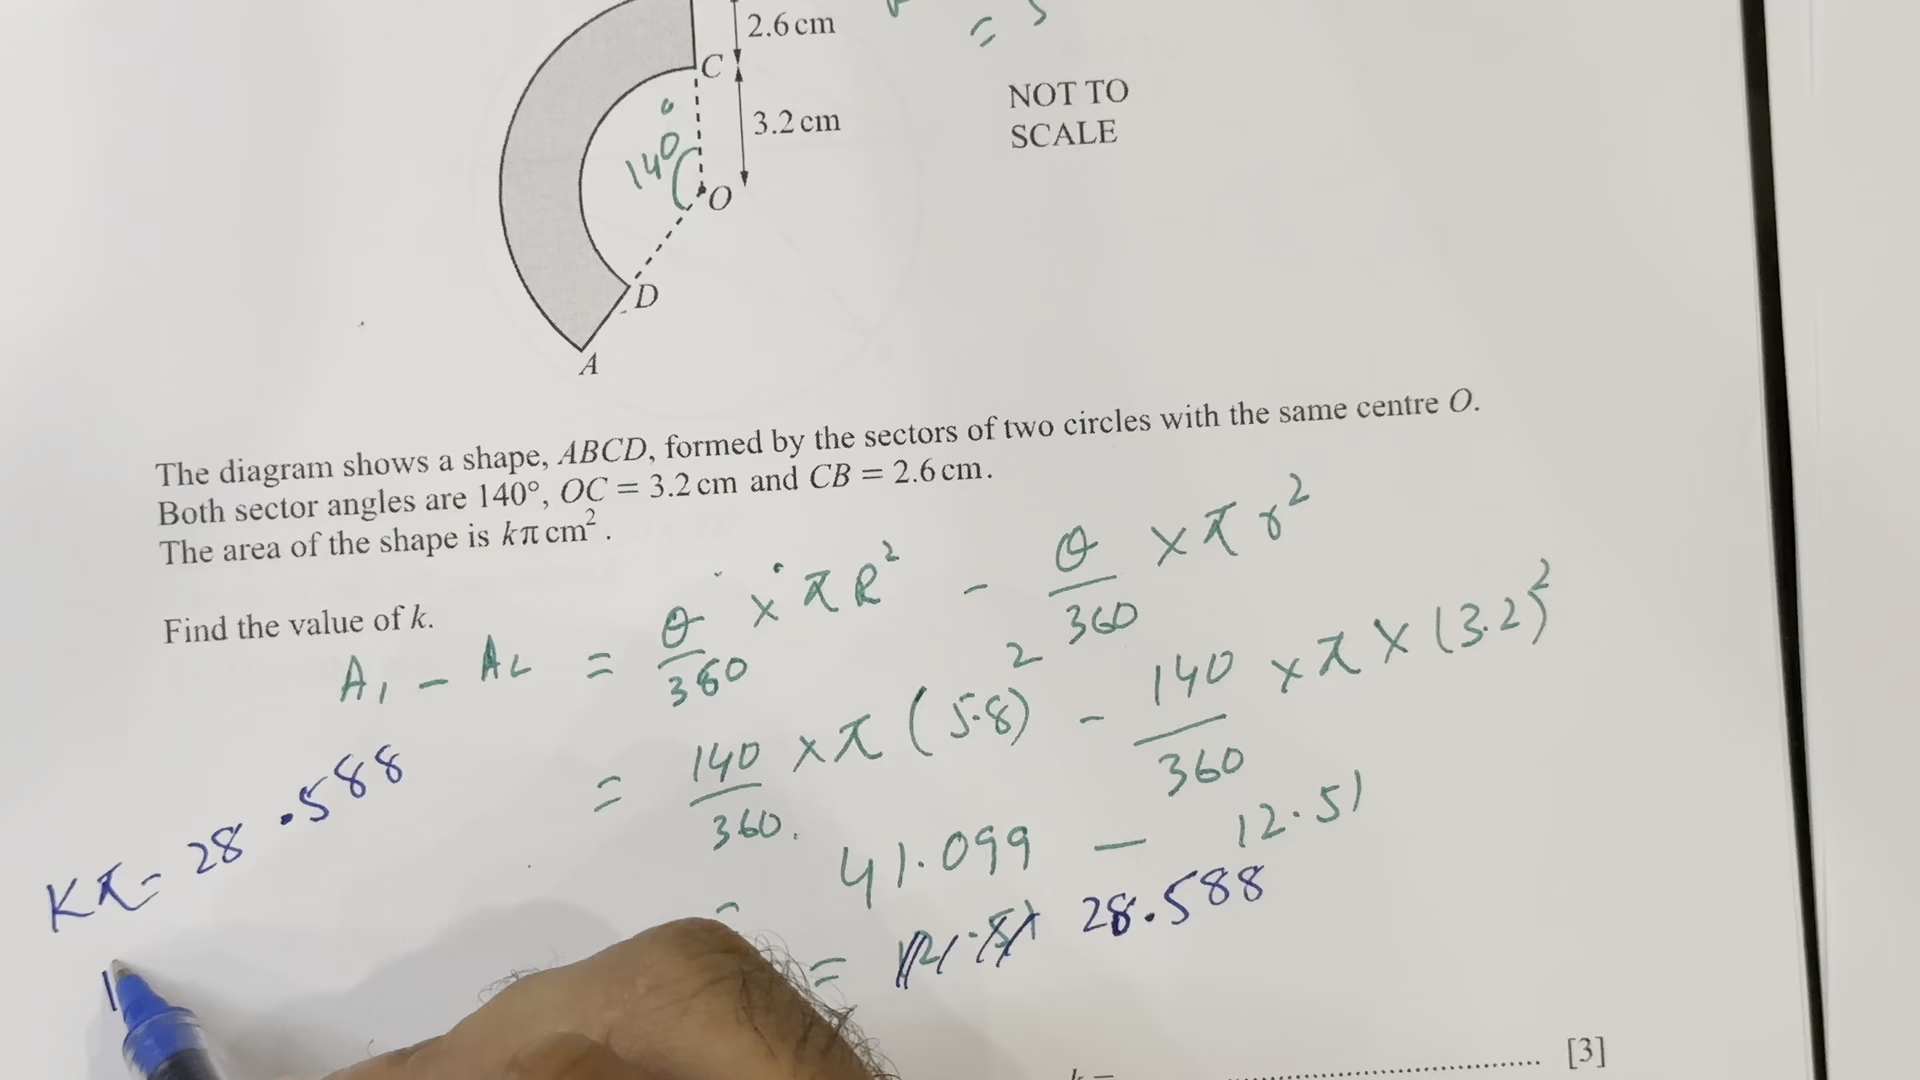 2.6 cm
= 5
C
3.2 cm
NOT TO
SCALE
140°
O
D
A
The diagram shows a shape, ABCD, formed by the sectors of two circles with the same centre O.
Both sector angles are 140°, OC = 3.2 cm and CB = 2.6 cm.
The area of the shape is kπ cm².
Find the value of k.
A₁ - A₂ = θ/360 × πR² - θ/360 × πr²
= 140/360 × π (5.8)² - 140/360 × π × (3.2)²
41.099 - 12.51
= 28.588
Kπ = 28.588
k =
[3]